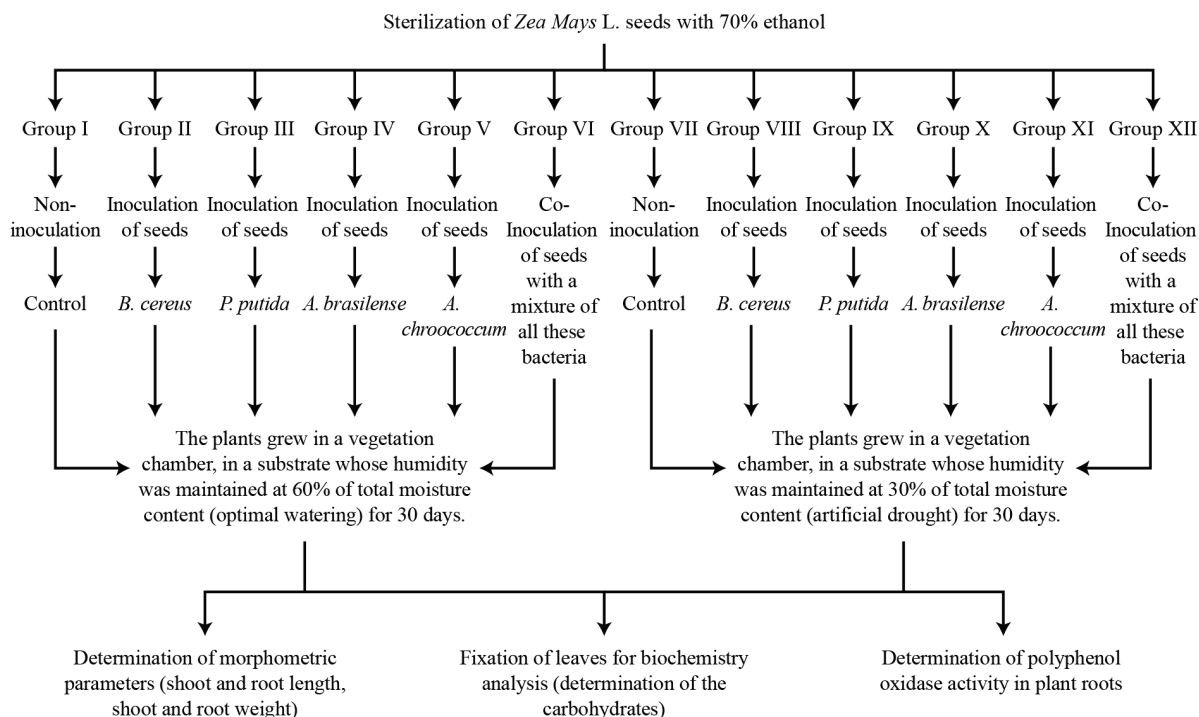 Sterilization of Zea Mays L. seeds with 70% ethanol
Group I
Group II
Group III
Group IV
Group V
Group VI
Group VII
Group VIII
Group IX
Group X
Group XI
Group XII
Non-
inoculation
Inoculation
of seeds
Inoculation
of seeds
Inoculation
of seeds
Inoculation
of seeds
Co-
Inoculation
of seeds
with a
mixture of
all these
bacteria
Non-
inoculation
Inoculation
of seeds
Inoculation
of seeds
Inoculation
of seeds
Inoculation
of seeds
Co-
Inoculation
of seeds
with a
mixture of
all these
bacteria
Control
B. cereus
P. putida
A. brasilense
A.
chroococcum
Control
B. cereus
P. putida
A. brasilense
A.
chroococcum
The plants grew in a vegetation
chamber, in a substrate whose humidity
was maintained at 60% of total moisture
content (optimal watering) for 30 days.
The plants grew in a vegetation
chamber, in a substrate whose humidity
was maintained at 30% of total moisture
content (artificial drought) for 30 days.
Determination of morphometric
parameters (shoot and root length,
shoot and root weight)
Fixation of leaves for biochemistry
analysis (determination of the
carbohydrates)
Determination of polyphenol
oxidase activity in plant roots